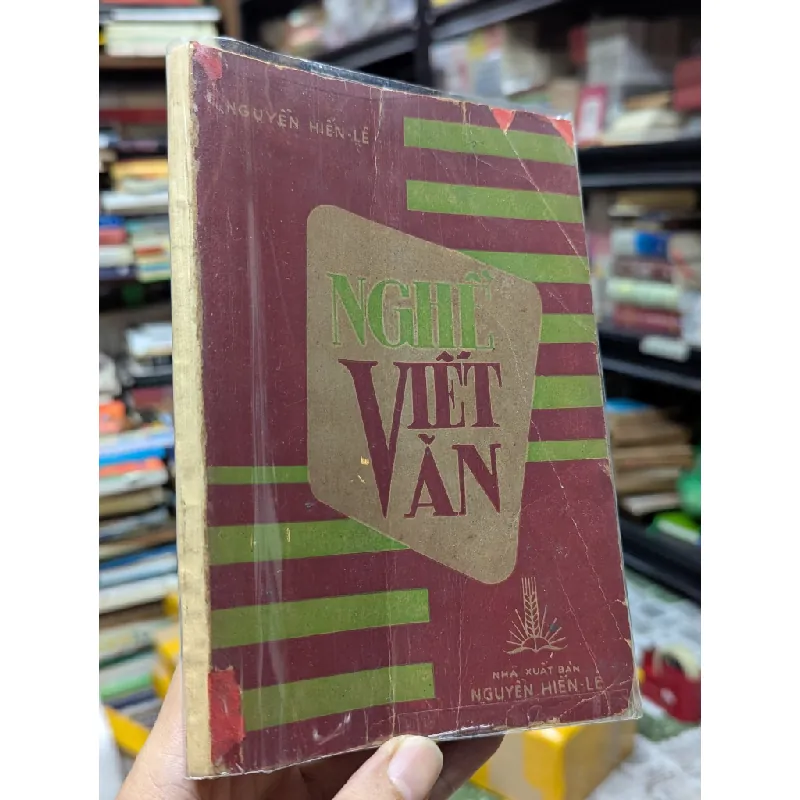 NGUYỄN HIẾN-LÊ
NGHỀ
VIẾT
VĂN
NHÀ XUẤT BẢN
NGUYỄN HIẾN-LÊ